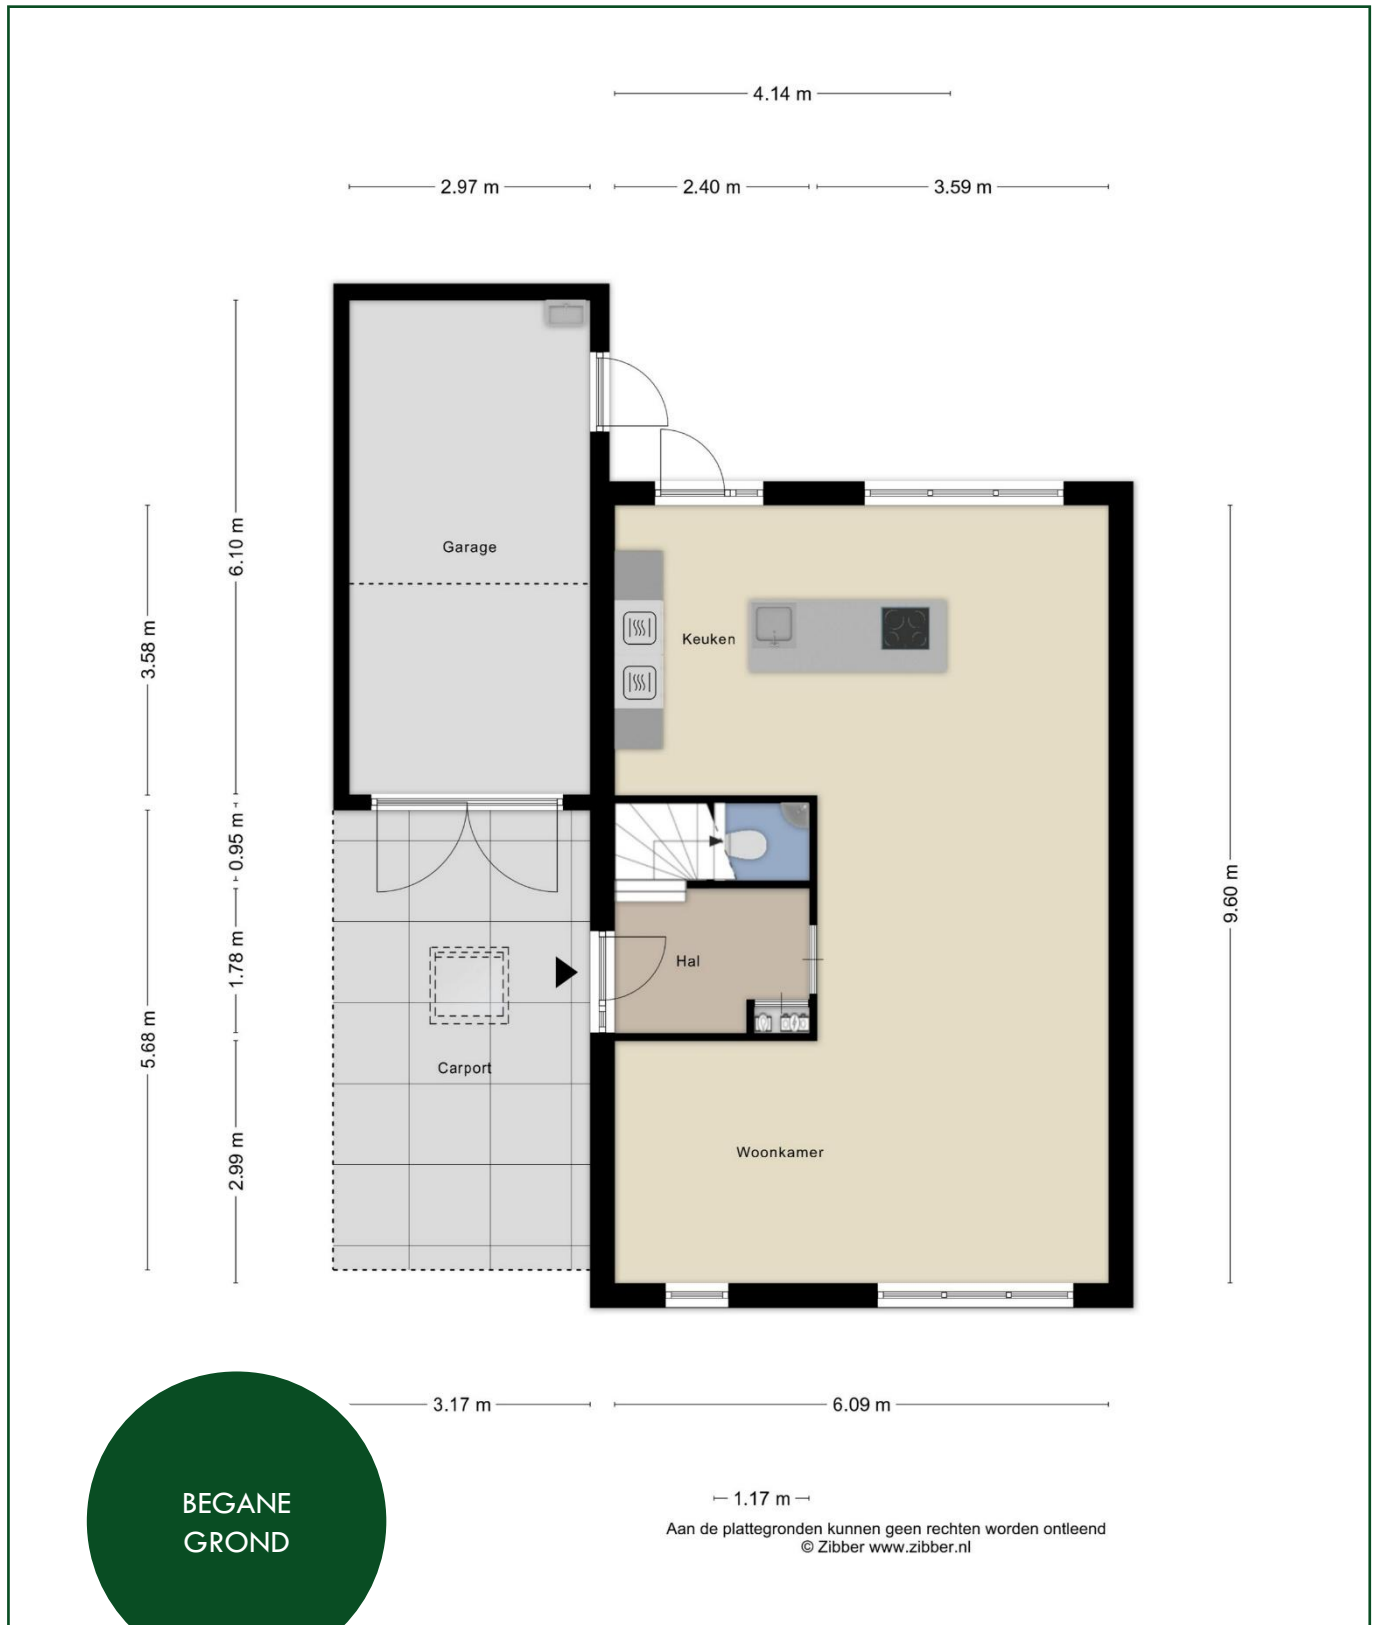 4.14 m
2.97 m
2.40 m
3.59 m
6.10 m
3.58 m
Garage
Keuken
0.95 m
9.60 m
1.78 m
Hal
5.68 m
Carport
2.99 m
Woonkamer
3.17 m
6.09 m
1.17 m
Aan de plattegronden kunnen geen rechten worden ontleend
© Zibber www.zibber.nl
BEGANE
GROND